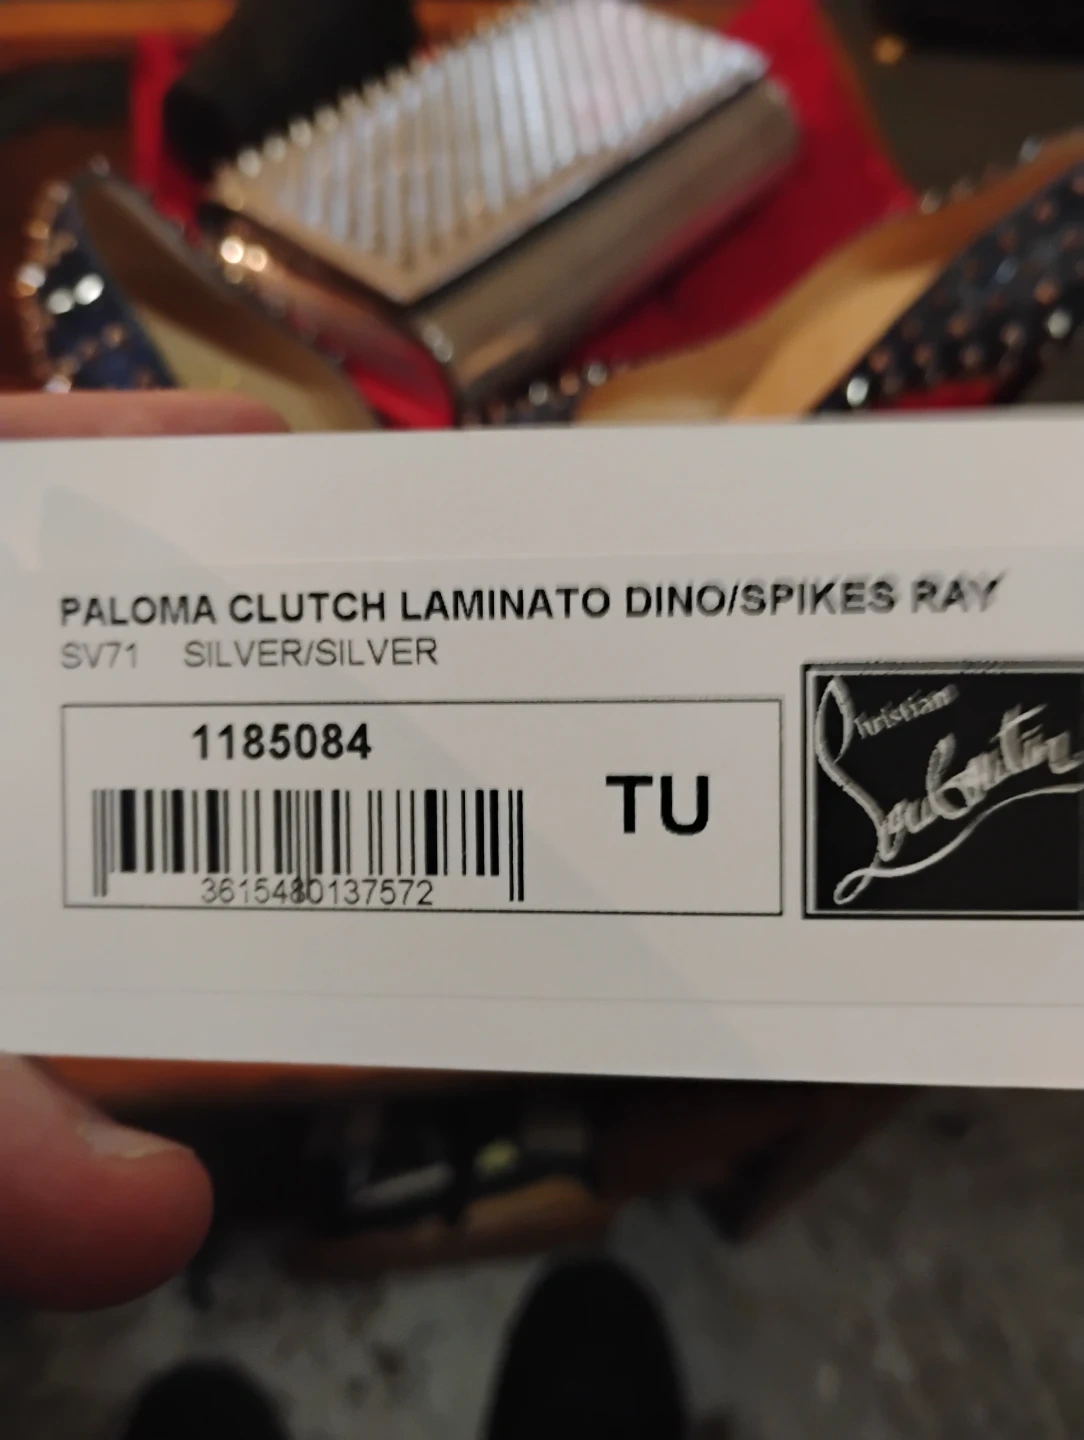 PALOMA CLUTCH LAMINATO DINO/SPIKES RAY
SV71 SILVER/SILVER
1185084
TU
3615480137572
Christian
Louboutin